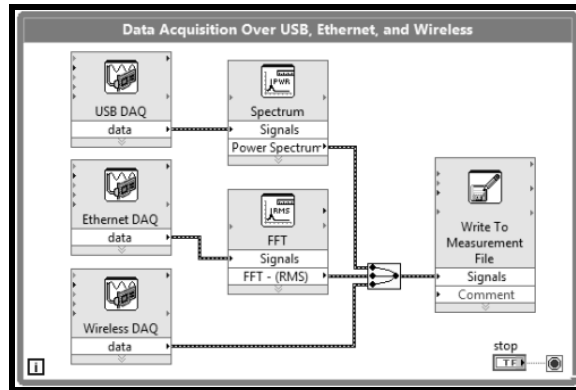 Data Acquisition Over USB, Ethernet, and Wireless
USB DAQ
data
PWR
Spectrum
Signals
Power Spectrum
Ethernet DAQ
data
RMS
FFT
Signals
FFT - (RMS)
Write To
Measurement
File
Signals
Comment
Wireless DAQ
data
stop
TF
i